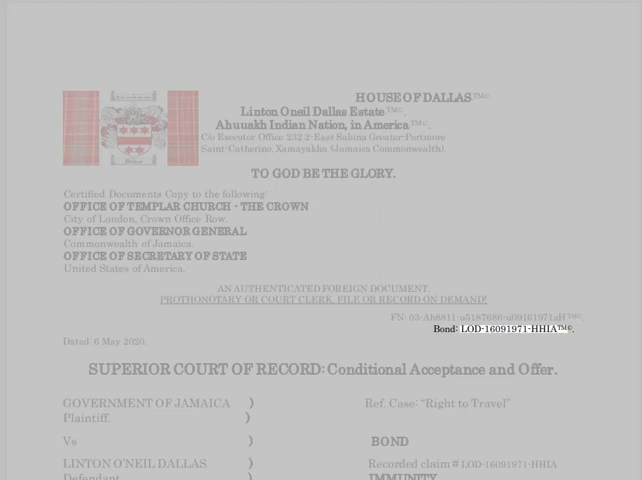 HOUSE OF DALLAS™©
Linton Oneil Dallas Estate™©.
Ahuuakh Indian Nation, in America™©.
C/o Executor Office 232 2-East Sabina Greater-Portmore
Saint-Catherine, Xamayakha (Jamaica Commonwealth).
TO GOD BE THE GLORY.
Certified Documents Copy to the following:
OFFICE OF TEMPLAR CHURCH - THE CROWN
City of London, Crown Office Row.
OFFICE OF GOVERNOR GENERAL
Commonwealth of Jamaica.
OFFICE OF SECRETARY OF STATE
United States of America.
AN AUTHENTICATED FOREIGN DOCUMENT.
PROTHONOTARY OR COURT CLERK, FILE OR RECORD ON DEMAND!
FN: 03-Ah8811-u5187686-u09161971aH™©.
Bond: LOD-16091971-HHIA™©.
Dated: 6 May 2020.
SUPERIOR COURT OF RECORD: Conditional Acceptance and Offer.
GOVERNMENT OF JAMAICA ) Ref. Case: “Right to Travel”
Plaintiff. )
Vs ) BOND
LINTON O'NEIL DALLAS ) Recorded claim # LOD-16091971-HHIA
Defendant IMMUNITY